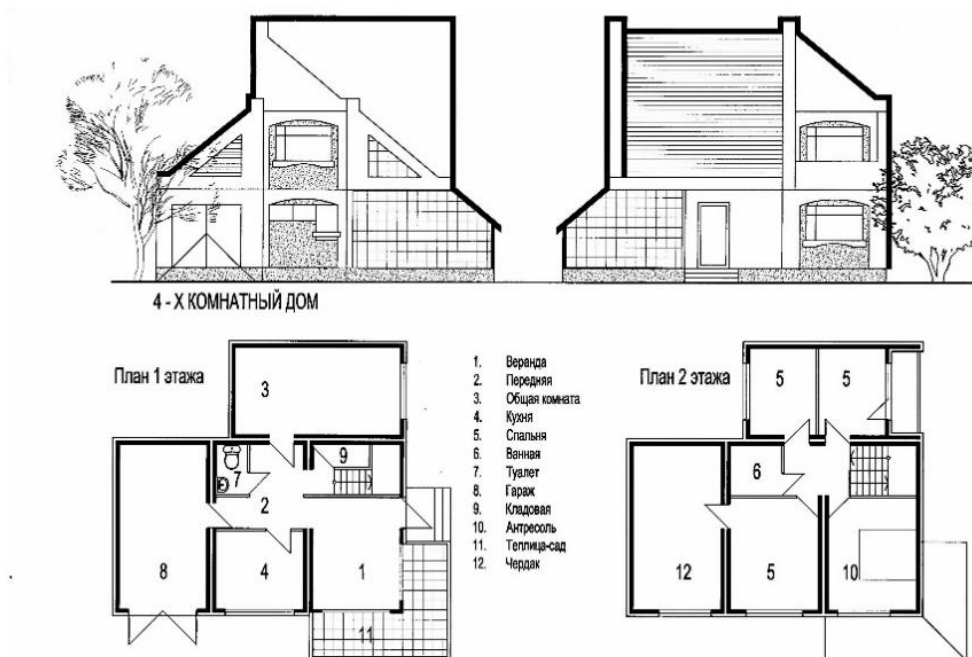 4 - Х КОМНАТНЫЙ ДОМ
План 1 этажа
3
7
9
2
8
4
1
11
1. Веранда
2. Передняя
3. Общая комната
4. Кухня
5. Спальня
6. Ванная
7. Туалет
8. Гараж
9. Кладовая
10. Антресоль
11. Теплица-сад
12. Чердак
План 2 этажа
5 5
6
12 5 10